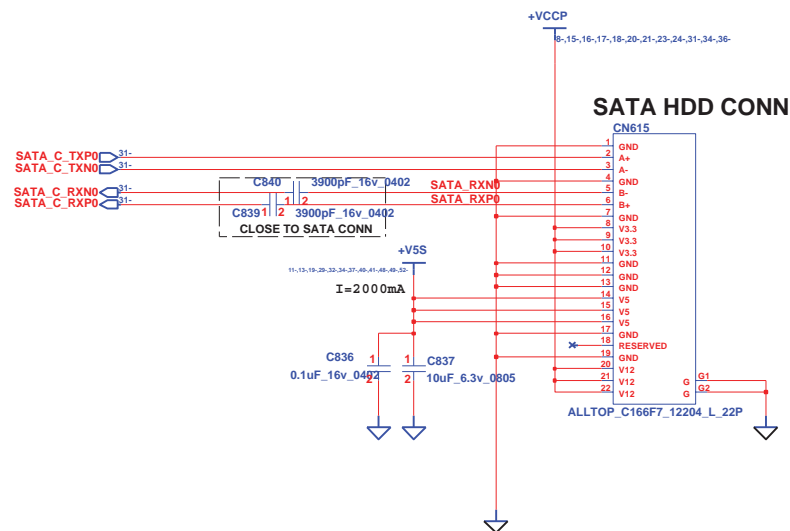 +VCCP
8-,15-,16-,17-,18-,20-,21-,23-,24-,31-,34-,36-
SATA HDD CONN
CN615
SATA_C_TXP0 31-
SATA_C_TXN0 31-
SATA_C_RXN0 31-
SATA_C_RXP0 31-
C840 3900pF_16v_0402 SATA_RXN0
1 2
C839 3900pF_16v_0402 SATA_RXP0
1 2
CLOSE TO SATA CONN
+V5S
11-,13-,19-,29-,32-,34-,37-,40-,41-,48-,49-,52-
I=2000mA
C836 1
0.1uF_16v_0402 2
C837 1
10uF_6.3v_0805 2
1 GND
2 A+
3 A-
4 GND
5 B-
6 B+
7 GND
8 V3.3
9 V3.3
10 V3.3
11 GND
12 GND
13 GND
14 V5
15 V5
16 V5
17 GND
18 RESERVED
19 GND
20 V12
21 V12 G G1
22 V12 G G2
ALLTOP_C166F7_12204_L_22P